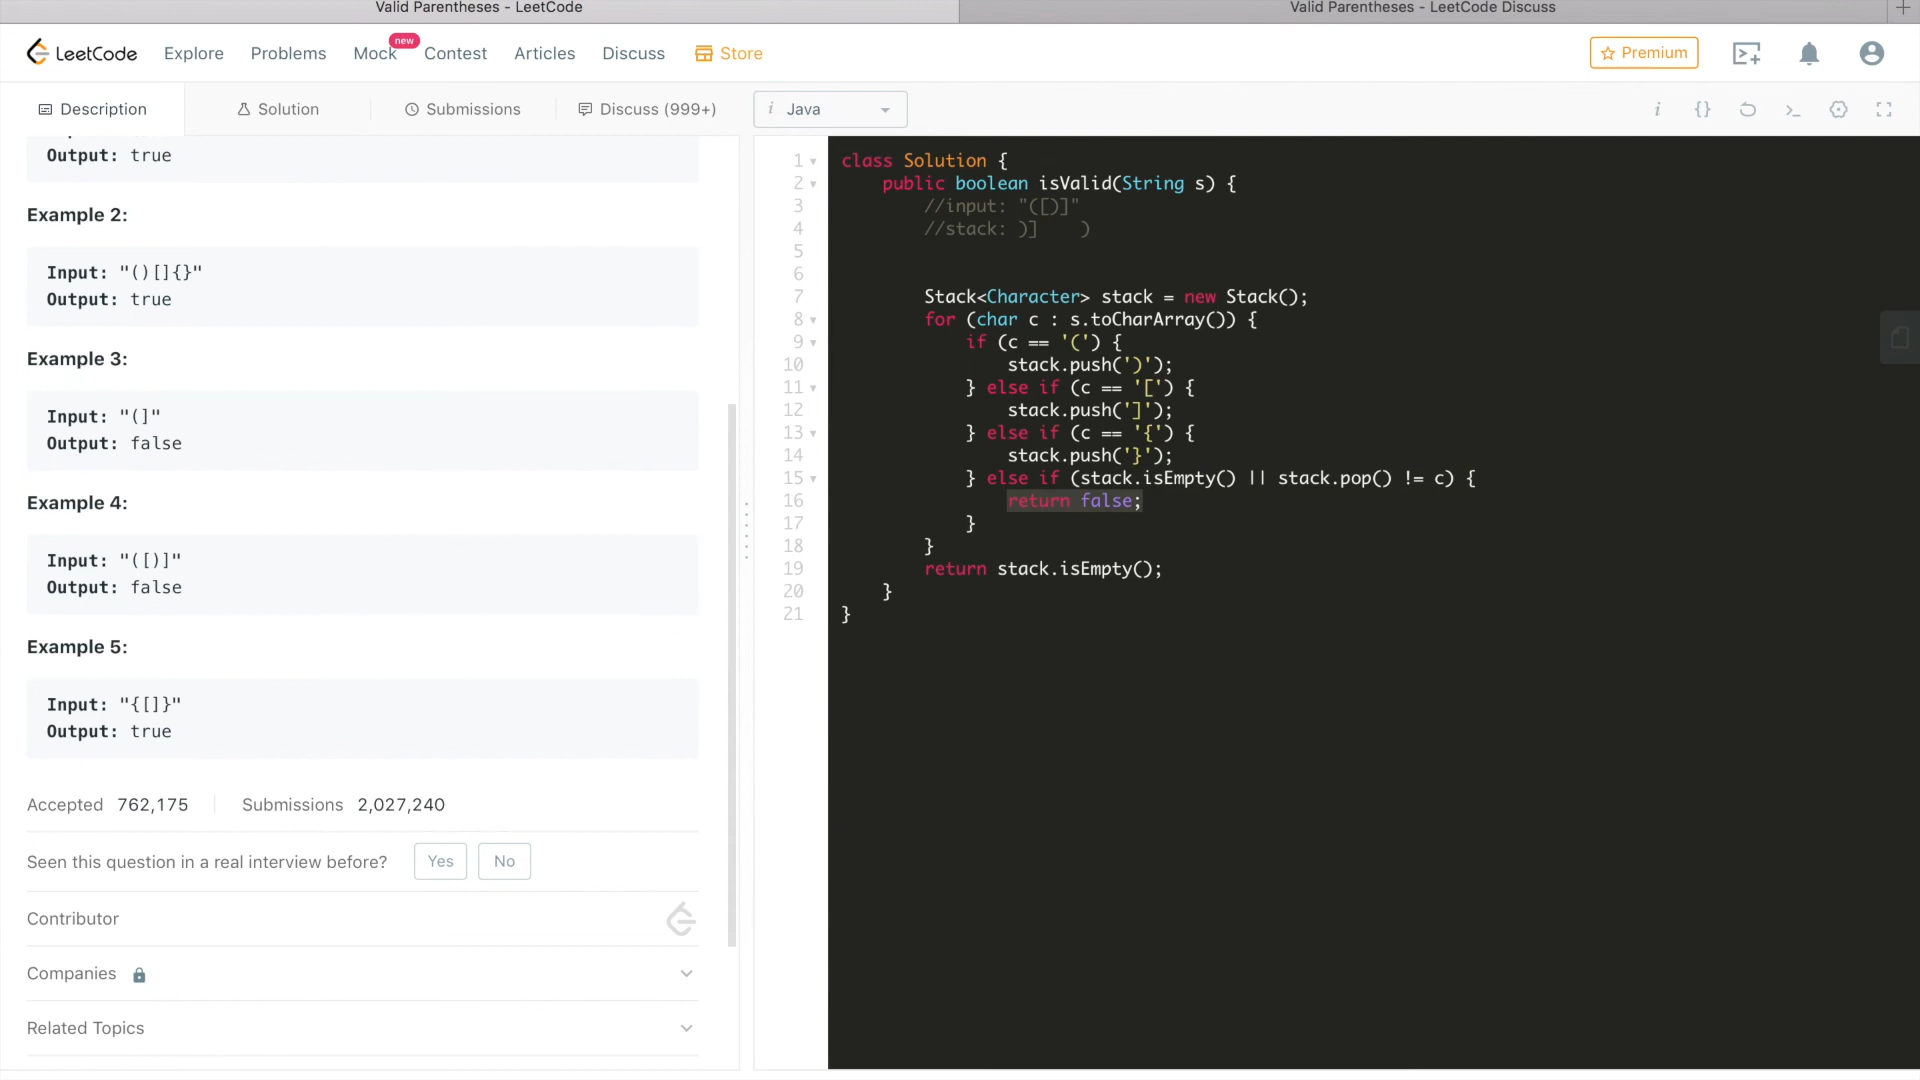 Valid Parentheses - LeetCode
Valid Parentheses - LeetCode Discuss
LeetCode
Explore
Problems
Mock
new
Contest
Articles
Discuss
Store
Premium
Description
Solution
Submissions
Discuss (999+)
i Java
Output: true
Example 2:
Input: "()[]{}"
Output: true
Example 3:
Input: "(]"
Output: false
Example 4:
Input: "([)]"
Output: false
Example 5:
Input: "{[]}"
Output: true
Accepted 762,175
Submissions 2,027,240
Seen this question in a real interview before?
Yes
No
Contributor
Companies
Related Topics
1 class Solution {
2 public boolean isValid(String s) {
3 //input: "([)]"
4 //stack: )] )
5
6
7 Stack<Character> stack = new Stack();
8 for (char c : s.toCharArray()) {
9 if (c == '(') {
10 stack.push(')');
11 } else if (c == '[') {
12 stack.push(']');
13 } else if (c == '{') {
14 stack.push('}');
15 } else if (stack.isEmpty() || stack.pop() != c) {
16 return false;
17 }
18 }
19 return stack.isEmpty();
20 }
21 }